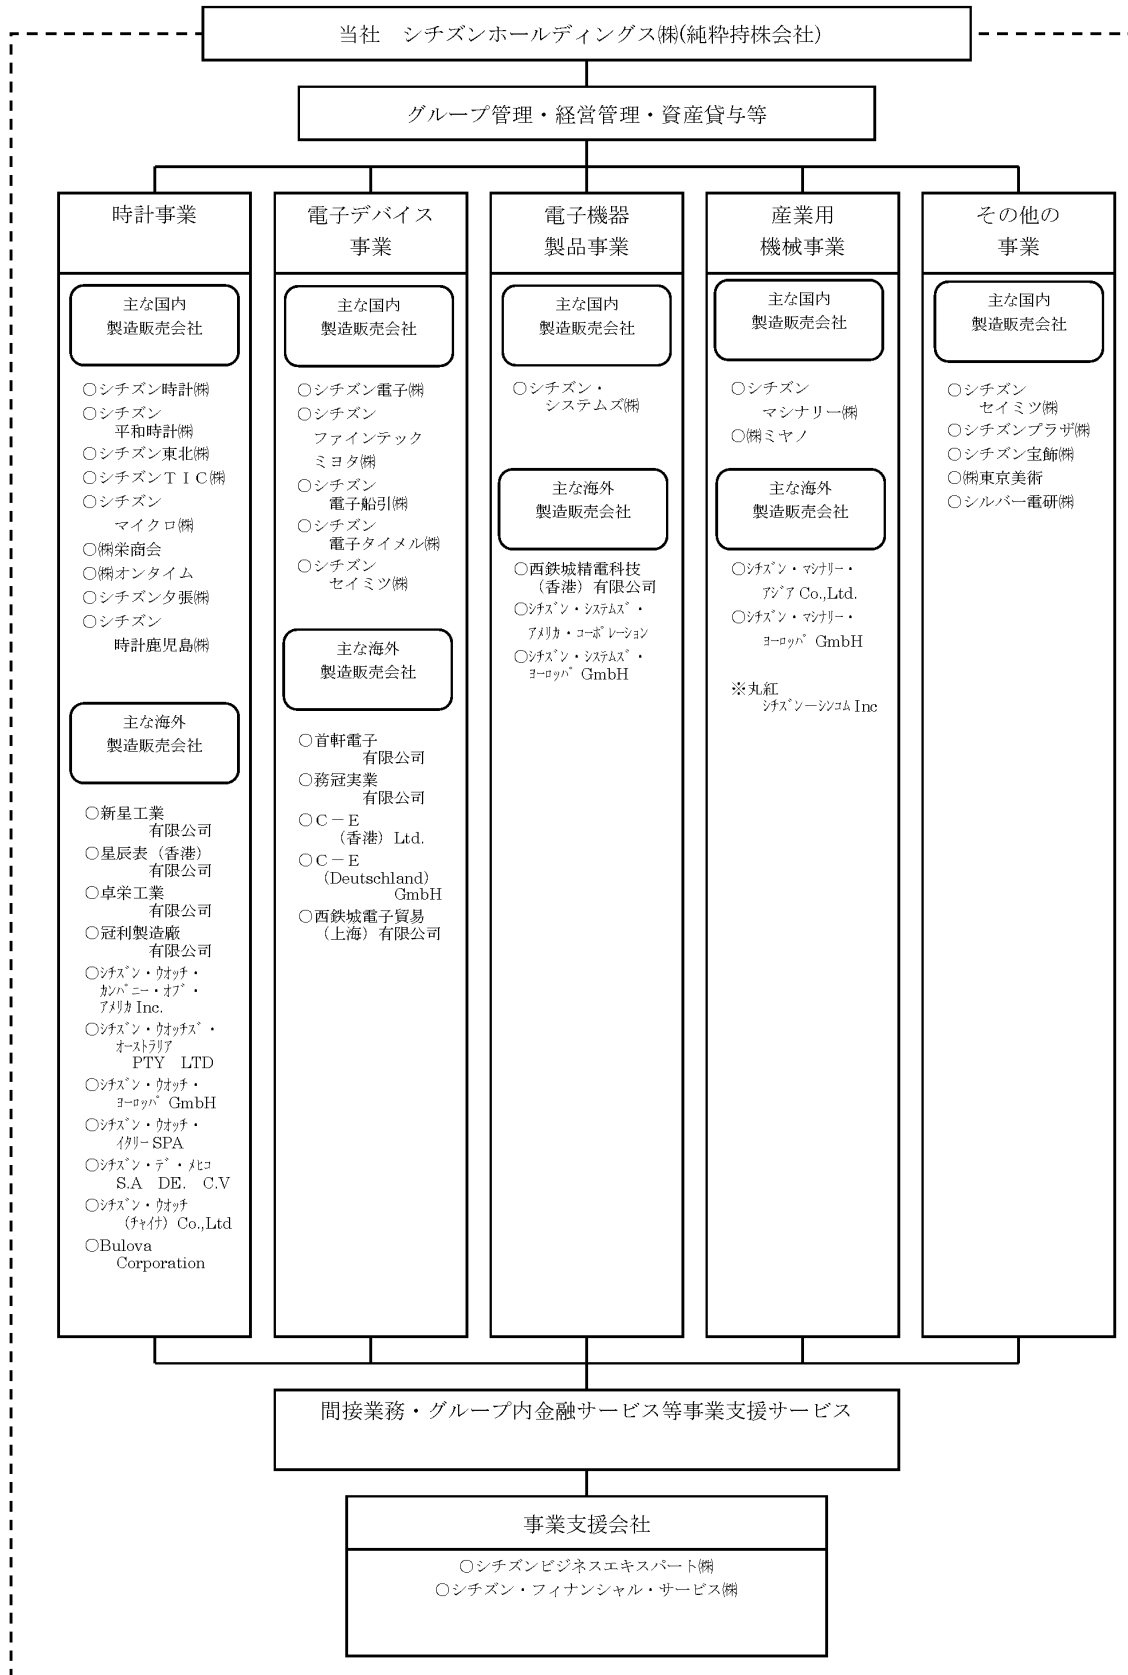 当社　シチズンホールディングス㈱(純粋持株会社)
グループ管理・経営管理・資産貸与等
時計事業
主な国内
製造販売会社
○シチズン時計㈱
○シチズン
平和時計㈱
○シチズン東北㈱
○シチズンＴＩＣ㈱
○シチズン
マイクロ㈱
○㈱栄商会
○㈱オンタイム
○シチズン夕張㈱
○シチズン
時計鹿児島㈱
主な海外
製造販売会社
○新星工業
有限公司
○星辰表（香港）
有限公司
○卓栄工業
有限公司
○冠利製造廠
有限公司
○ｼﾁｽﾞﾝ・ｳｵｯﾁ・
ｶﾝﾊﾟﾆｰ・ｵﾌﾞ・
ｱﾒﾘｶ Inc.
○ｼﾁｽﾞﾝ・ｳｵｯﾁｽﾞ・
ｵｰｽﾄﾗﾘｱ
PTY　LTD
○ｼﾁｽﾞﾝ・ｳｵｯﾁ・
ﾖｰﾛｯﾊﾟ GmbH
○ｼﾁｽﾞﾝ・ｳｵｯﾁ・
ｲﾀﾘｰ SPA
○ｼﾁｽﾞﾝ・ﾃﾞ・ﾒﾋｺ
S.A　DE.　C.V
○ｼﾁｽﾞﾝ・ｳｵｯﾁ
（ﾁｬｲﾅ）Co.,Ltd
○Bulova
Corporation
電子デバイス
事業
主な国内
製造販売会社
○シチズン電子㈱
○シチズン
ファインテック
ミヨタ㈱
○シチズン
電子船引㈱
○シチズン
電子タイメル㈱
○シチズン
セイミツ㈱
主な海外
製造販売会社
○首軒電子
有限公司
○務冠実業
有限公司
○Ｃ－Ｅ
（香港）Ltd.
○Ｃ－Ｅ
（Deutschland）
GmbH
○西鉄城電子貿易
（上海）有限公司
電子機器
製品事業
主な国内
製造販売会社
○シチズン・
システムズ㈱
主な海外
製造販売会社
○西鉄城精電科技
（香港）有限公司
○ｼﾁｽﾞﾝ・ｼｽﾃﾑｽﾞ・
ｱﾒﾘｶ・ｺｰﾎﾟﾚｰｼｮﾝ
○ｼﾁｽﾞﾝ・ｼｽﾃﾑｽﾞ・
ﾖｰﾛｯﾊﾟ GmbH
産業用
機械事業
主な国内
製造販売会社
○シチズン
マシナリー㈱
○㈱ミヤノ
主な海外
製造販売会社
○ｼﾁｽﾞﾝ・ﾏｼﾅﾘｰ・
ｱｼﾞｱ Co.,Ltd.
○ｼﾁｽﾞﾝ・ﾏｼﾅﾘｰ・
ﾖｰﾛｯﾊﾟ GmbH
※丸紅
ｼﾁｽﾞﾝ―ｼﾝｺﾑ Inc
その他の
事業
主な国内
製造販売会社
○シチズン
セイミツ㈱
○シチズンプラザ㈱
○シチズン宝飾㈱
○㈱東京美術
○シルバー電研㈱
間接業務・グループ内金融サービス等事業支援サービス
事業支援会社
○シチズンビジネスエキスパート㈱
○シチズン・フィナンシャル・サービス㈱